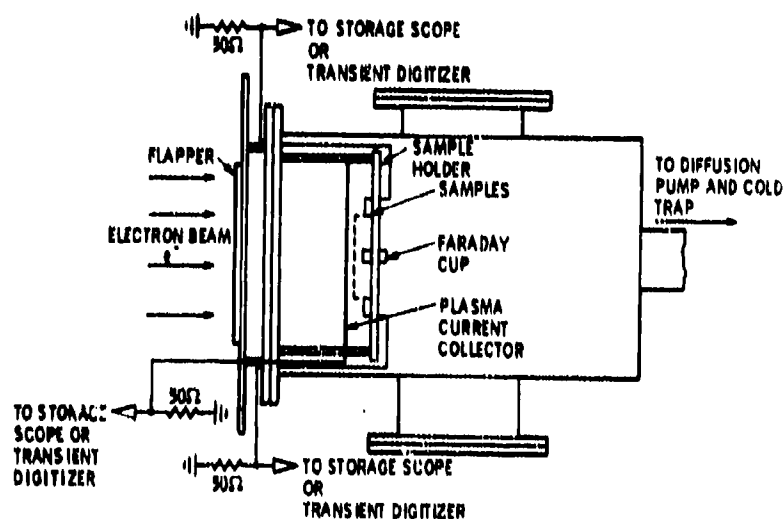 TO STORAGE SCOPE
OR
TRANSIENT DIGITIZER
50Ω
FLAPPER
SAMPLE
HOLDER
SAMPLES
TO DIFFUSION
PUMP AND COLD
TRAP
ELECTRON BEAM
FARADAY
CUP
PLASMA
CURRENT
COLLECTOR
50Ω
TO STORAGE
SCOPE OR
TRANSIENT
DIGITIZER
50Ω
TO STORAGE SCOPE
OR
TRANSIENT DIGITIZER